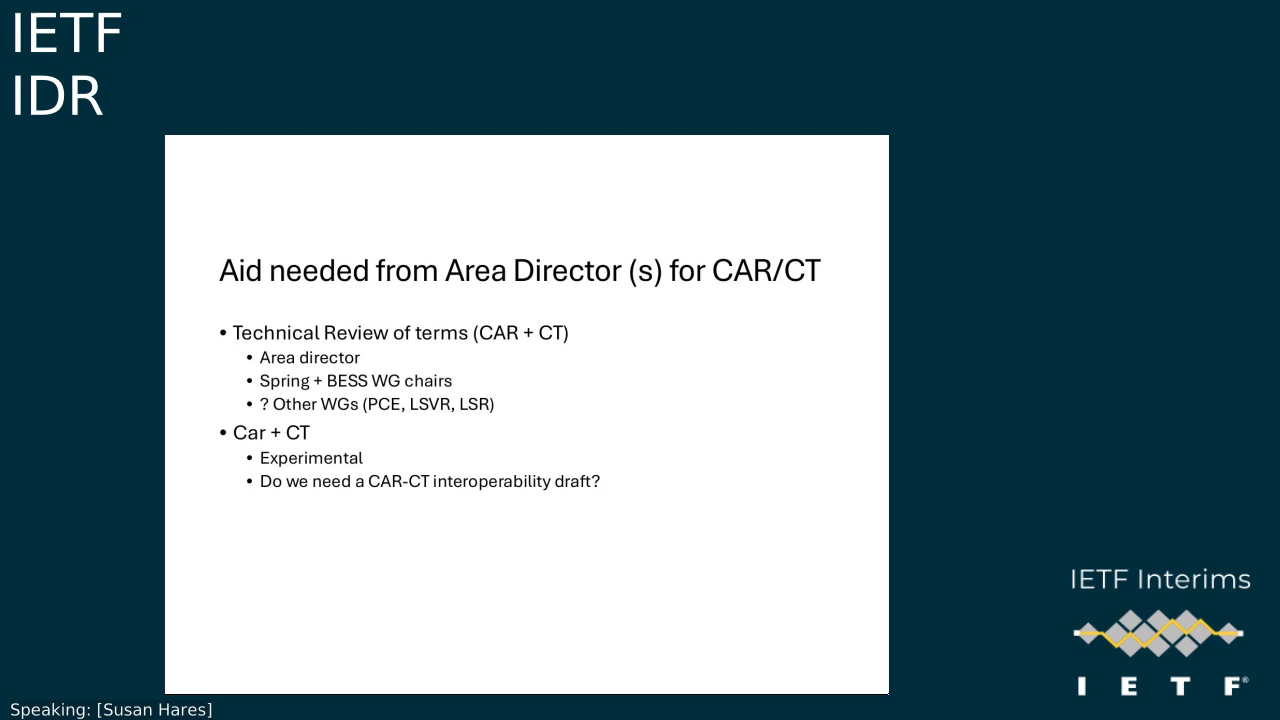 IETF
IDR
Aid needed from Area Director (s) for CAR/CT
• Technical Review of terms (CAR + CT)
• Area director
• Spring + BESS WG chairs
• ? Other WGs (PCE, LSVR, LSR)
• Car + CT
• Experimental
• Do we need a CAR-CT interoperability draft?
IETF Interims
I E T F®
Speaking: [Susan Hares]